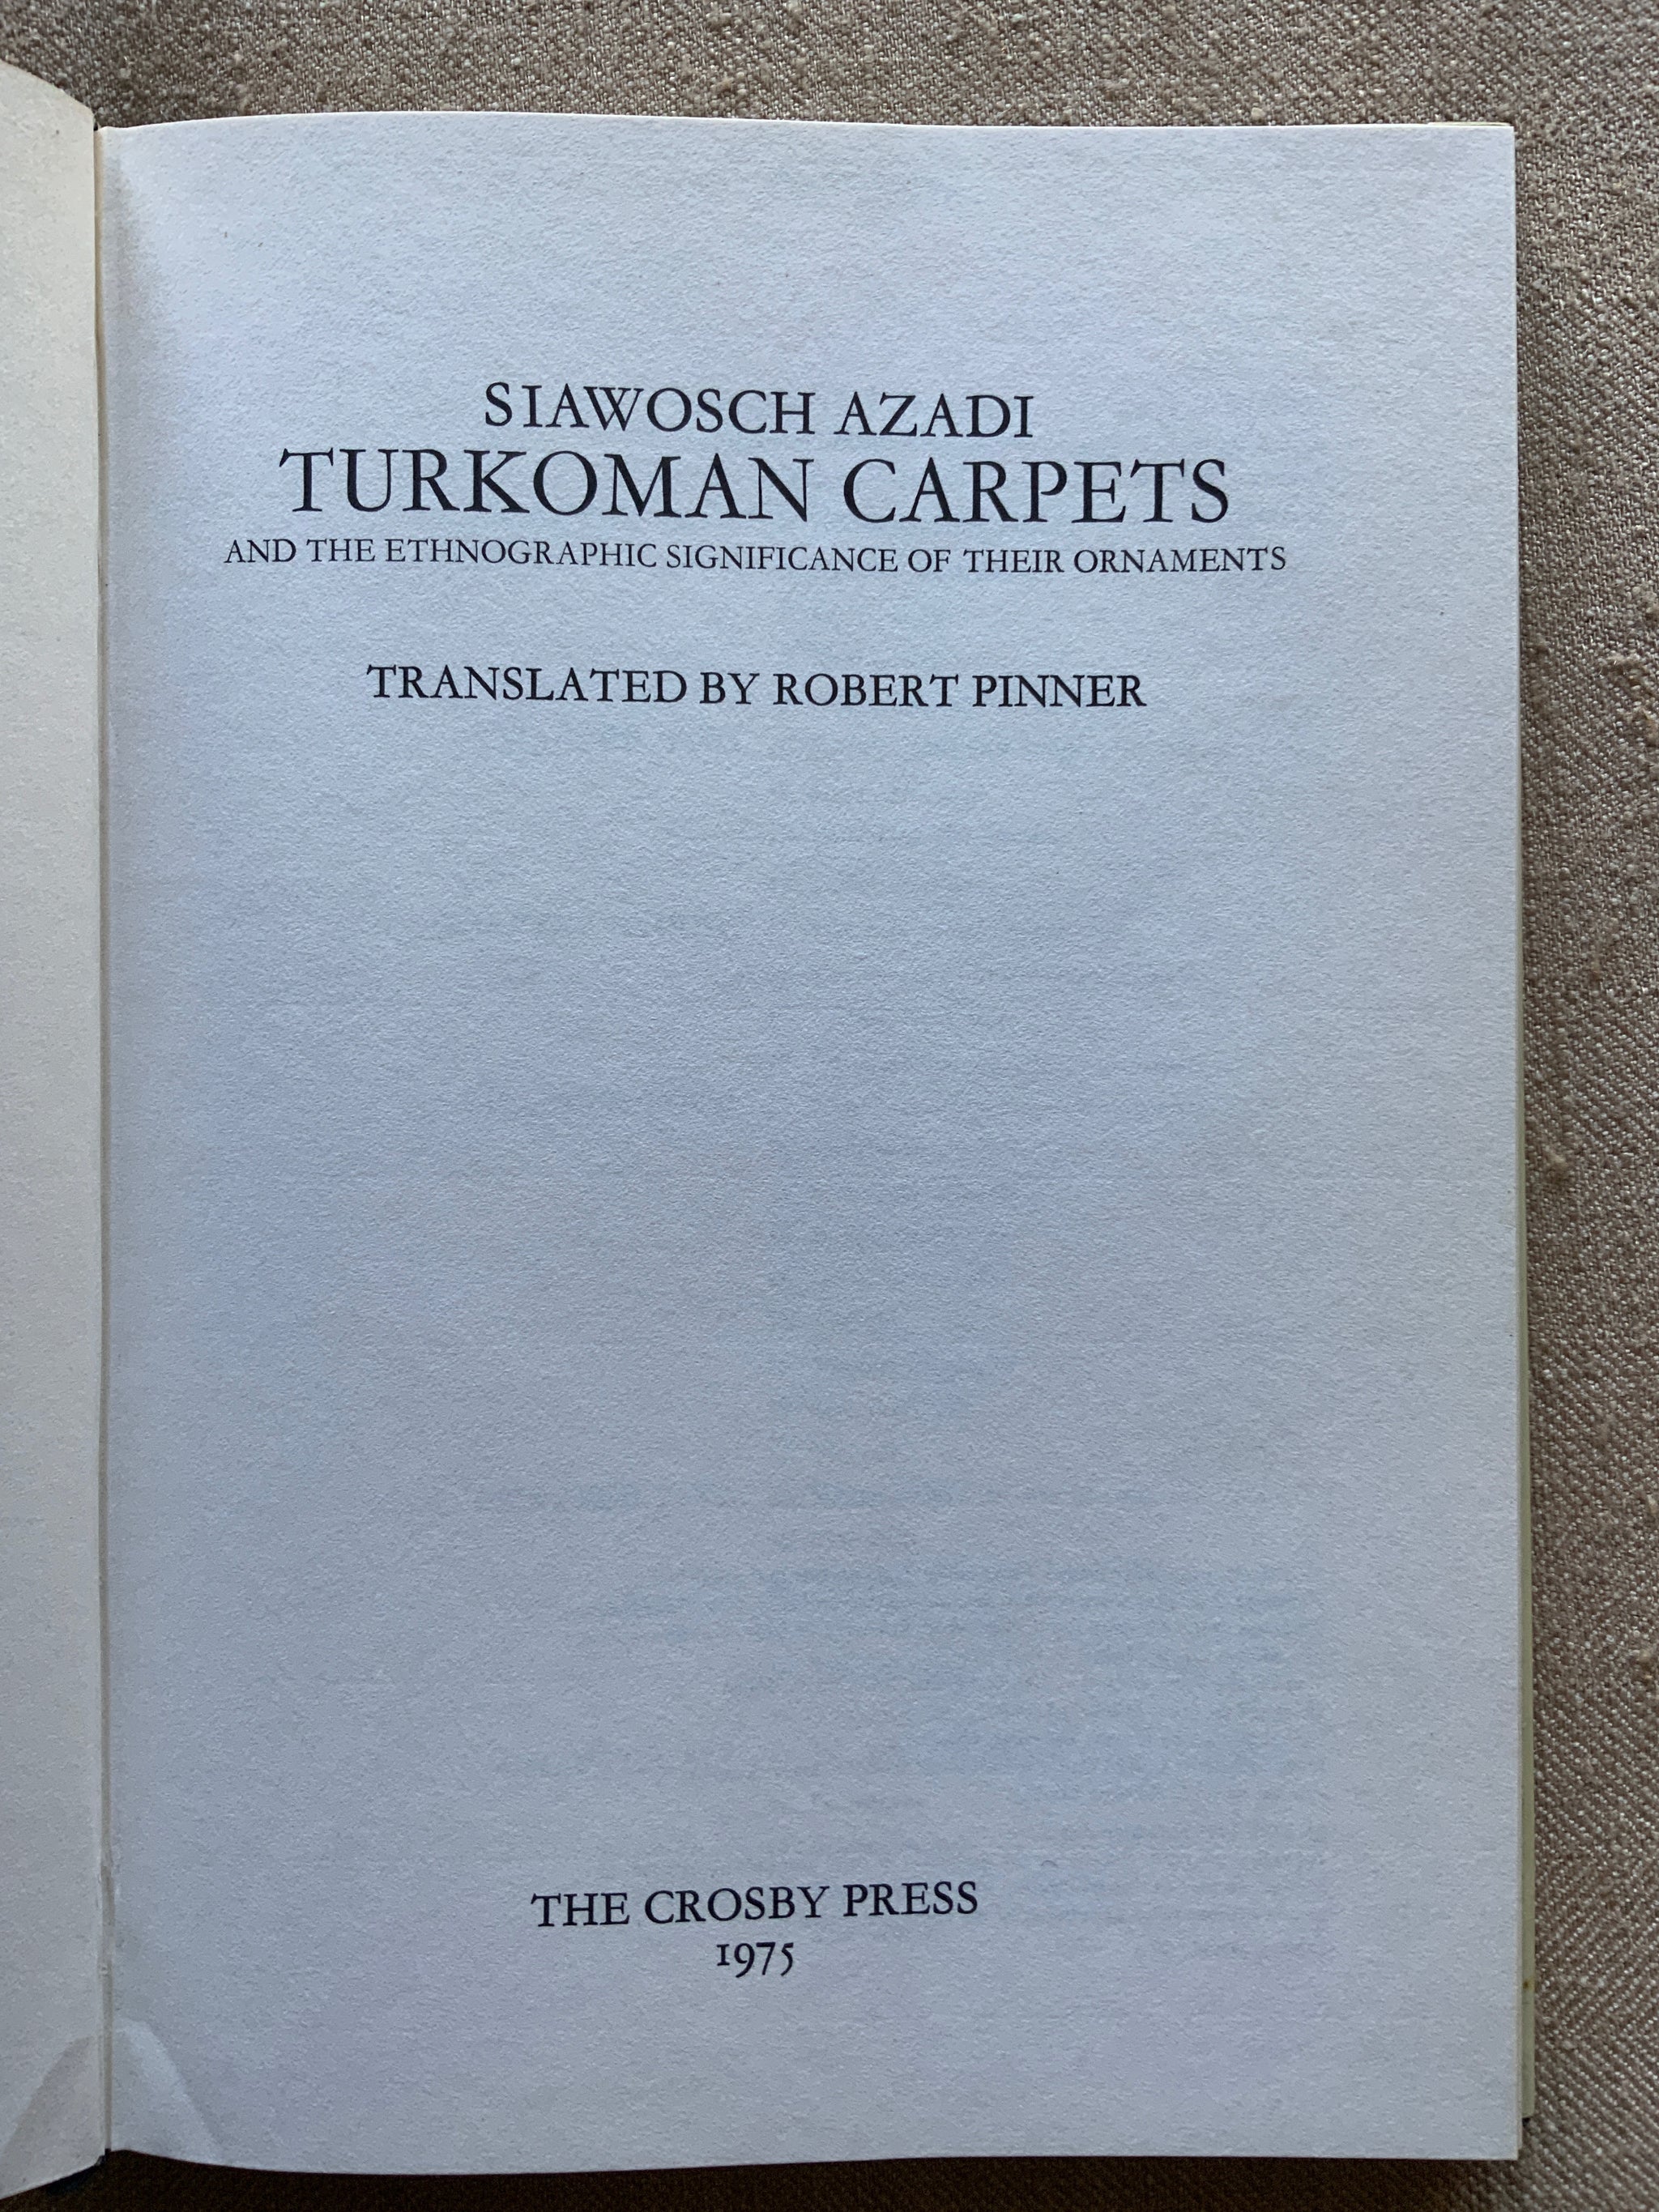 SIAWOSCH AZADI
TURKOMAN CARPETS
AND THE ETHNOGRAPHIC SIGNIFICANCE OF THEIR ORNAMENTS
TRANSLATED BY ROBERT PINNER
THE CROSBY PRESS
1975